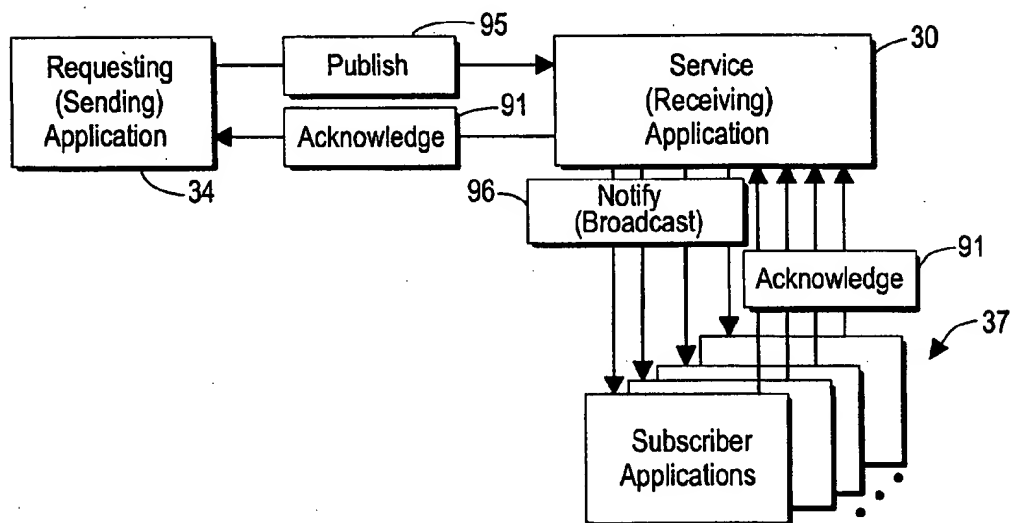 95
30
Requesting
(Sending)
Application
Publish
Service
(Receiving)
Application
91
Acknowledge
34
96
Notify
(Broadcast)
91
Acknowledge
37
Subscriber
Applications